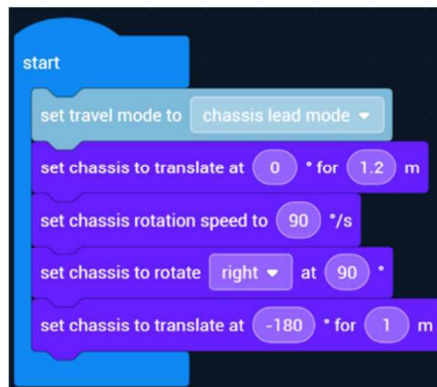 start
set travel mode to chassis lead mode
set chassis to translate at 0 ° for 1.2 m
set chassis rotation speed to 90 °/s
set chassis to rotate right at 90 °
set chassis to translate at -180 ° for 1 m